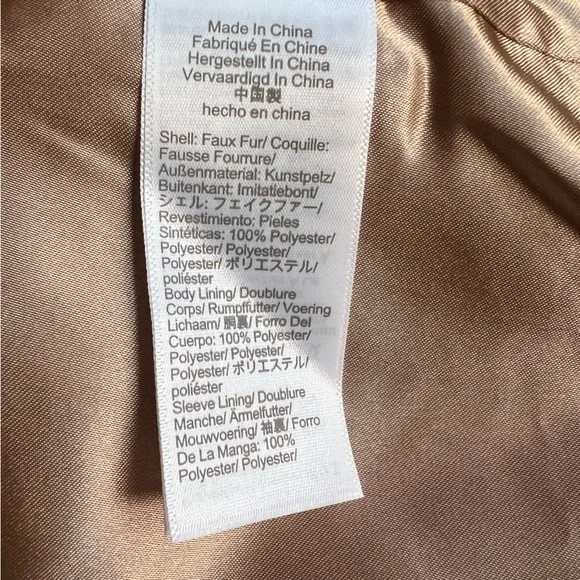 Made In China
Fabriqué En Chine
Hergestellt In China
Vervaardigd In China
中国製
hecho en china
Shell: Faux Fur/ Coquille:
Fausse Fourrure/
Außenmaterial: Kunstpelz/
Buitenkant: Imitatiebont/
シェル: フェイクファー/
Revestimiento: Pieles
Sintéticas: 100% Polyester/
Polyester/ Polyester/
Polyester/ ポリエステル/
poliéster
Body Lining/ Doublure
Corps/ Rumpffutter/ Voering
Lichaam/ 胴裏/ Forro Del
Cuerpo: 100% Polyester/
Polyester/ Polyester/
Polyester/ ポリエステル/
poliéster
Sleeve Lining/ Doublure
Manche/ Ärmelfutter/
Mouwvoering/ 袖裏/ Forro
De La Manga: 100%
Polyester/ Polyester/